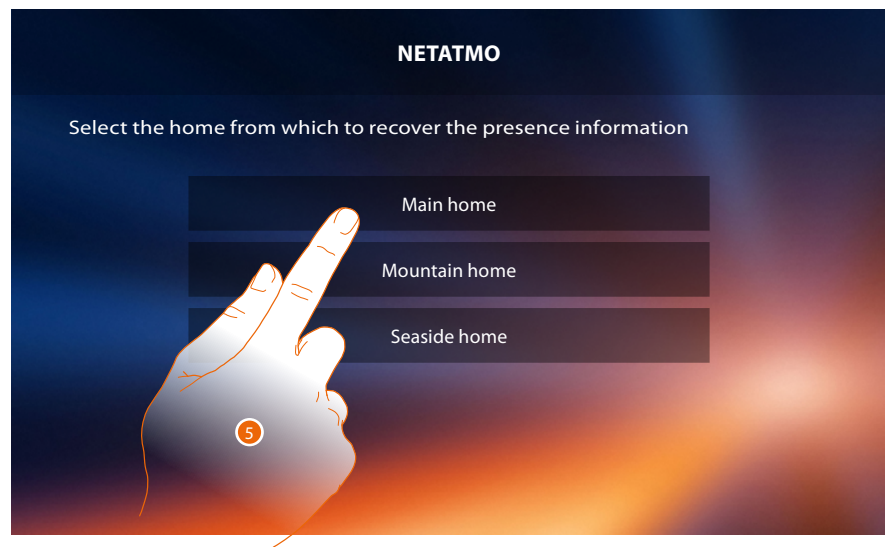 NETATMO
Select the home from which to recover the presence information
Main home
Mountain home
Seaside home
5